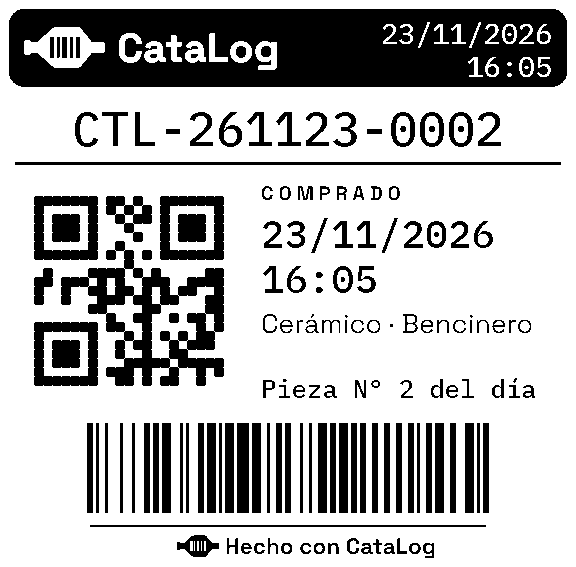 CataLog
23/11/2026
16:05
CTL-261123-0002
COMPRADO
23/11/2026
16:05
Cerámico · Bencinero
Pieza N° 2 del día
Hecho con CataLog